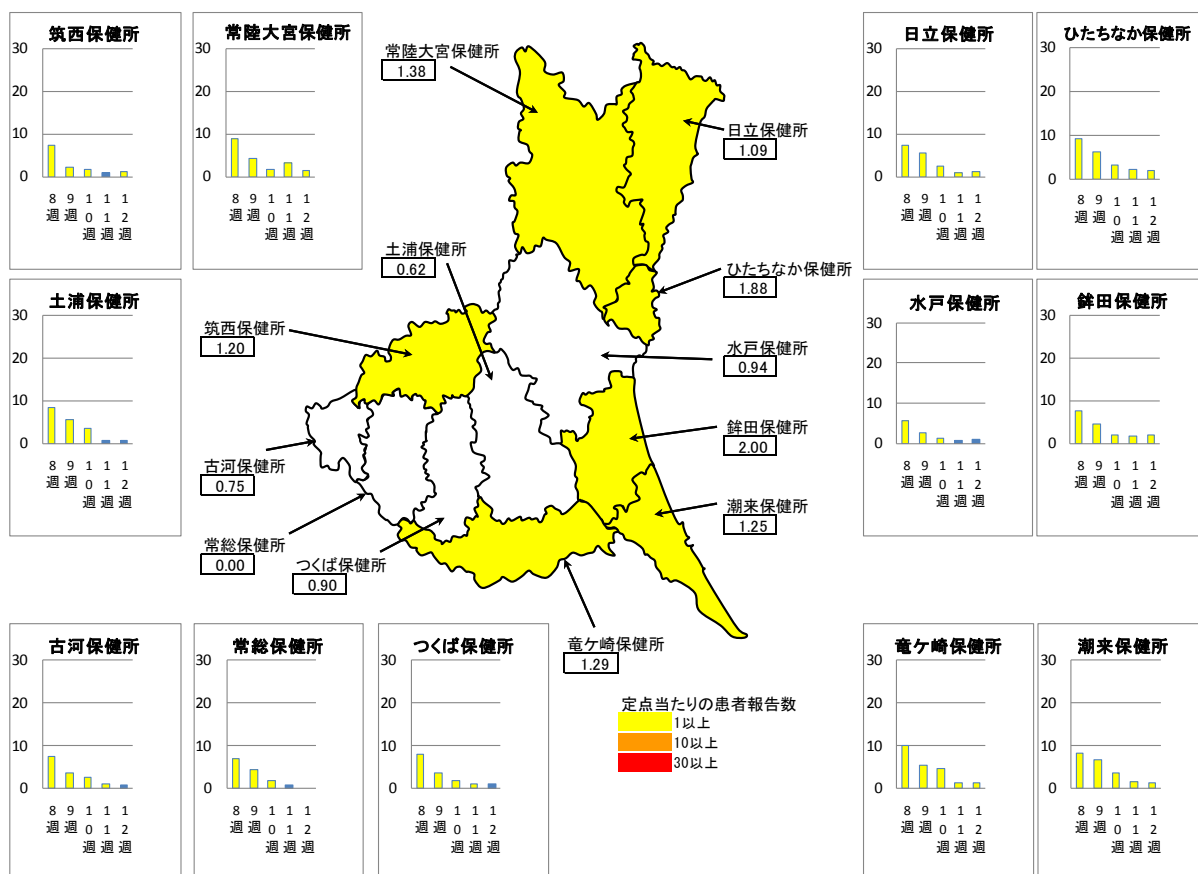 筑西保健所
30
20
10
0
8週
9週
10週
11週
12週
常陸大宮保健所
30
20
10
0
8週
9週
10週
11週
12週
常陸大宮保健所
1.38
日立保健所
1.09
土浦保健所
0.62
ひたちなか保健所
1.88
筑西保健所
1.20
水戸保健所
0.94
鉾田保健所
2.00
古河保健所
0.75
潮来保健所
1.25
常総保健所
0.00
つくば保健所
0.90
竜ケ崎保健所
1.29
日立保健所
30
20
10
0
8週
9週
10週
11週
12週
ひたちなか保健所
30
20
10
0
8週
9週
10週
11週
12週
土浦保健所
30
20
10
0
8週
9週
10週
11週
12週
水戸保健所
30
20
10
0
8週
9週
10週
11週
12週
鉾田保健所
30
20
10
0
8週
9週
10週
11週
12週
古河保健所
30
20
10
0
8週
9週
10週
11週
12週
常総保健所
30
20
10
0
8週
9週
10週
11週
12週
つくば保健所
30
20
10
0
8週
9週
10週
11週
12週
定点当たりの患者報告数
1以上
10以上
30以上
竜ケ崎保健所
30
20
10
0
8週
9週
10週
11週
12週
潮来保健所
30
20
10
0
8週
9週
10週
11週
12週